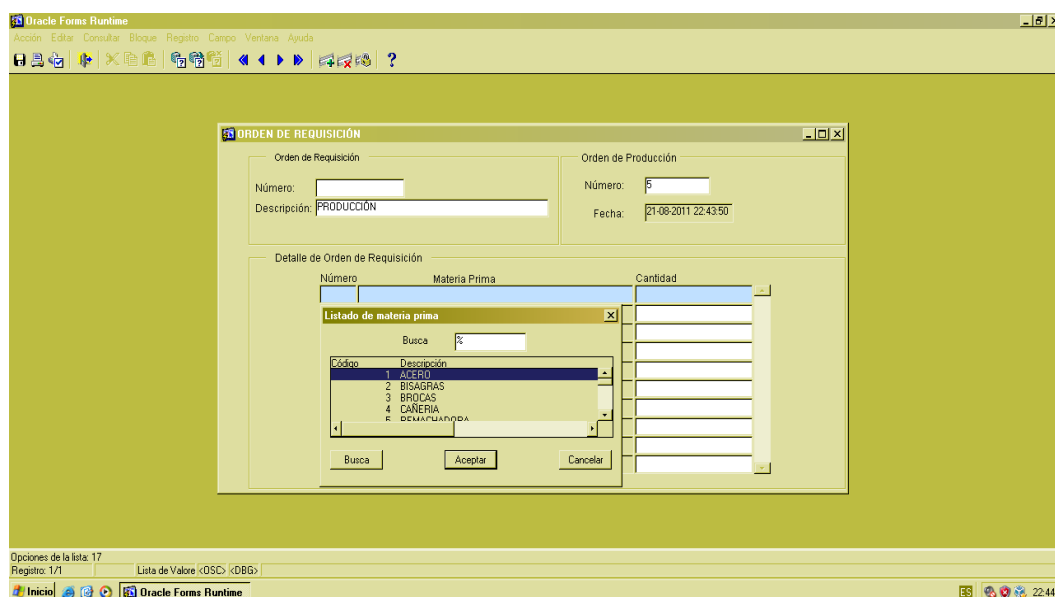 Oracle Forms Runtime
Acción Editar Consultar Bloque Registro Campo Ventana Ayuda
ORDEN DE REQUISICIÓN
Orden de Requisición
Orden de Producción
Número:
Número: 5
Descripción: PRODUCCIÓN
Fecha: 21-08-2011 22:43:50
Detalle de Orden de Requisición
Número Materia Prima Cantidad
Listado de materia prima
Busca %
Código Descripción
1 ACERO
2 BISAGRAS
3 BROCAS
4 CAÑERIA
5 REMACHADORA
Busca Aceptar Cancelar
Opciones de la lista: 17
Registro: 1/1 Lista de Valore <OSC> <DBG>
Inicio Oracle Forms Runtime ES 22:44